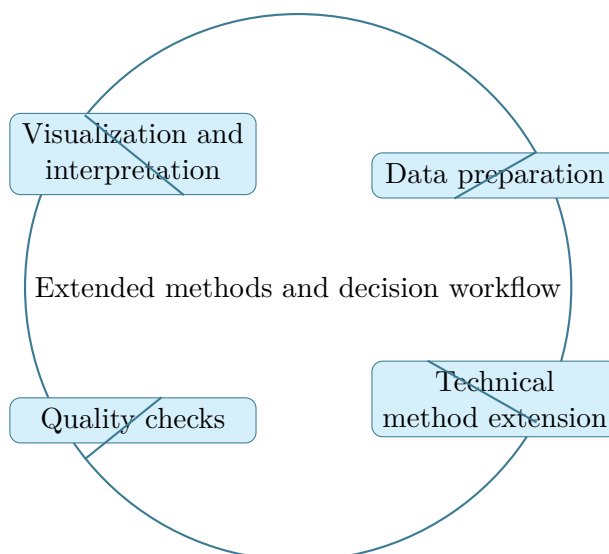 Visualization and
interpretation
Data preparation
Extended methods and decision workflow
Technical
method extension
Quality checks